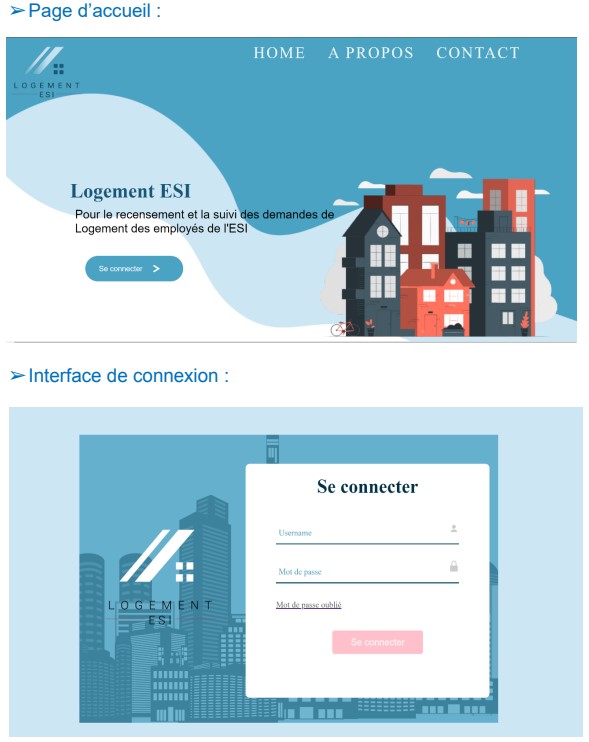 ➢Page d'accueil :
HOME A PROPOS CONTACT
LOGEMENT
ESI
Logement ESI
Pour le recensement et la suivi des demandes de
Logement des employés de l'ESI
Se connecter >
➢Interface de connexion :
Se connecter
Username
Mot de passe
Mot de passe oublié
Se connecter
LOGEMENT
ESI